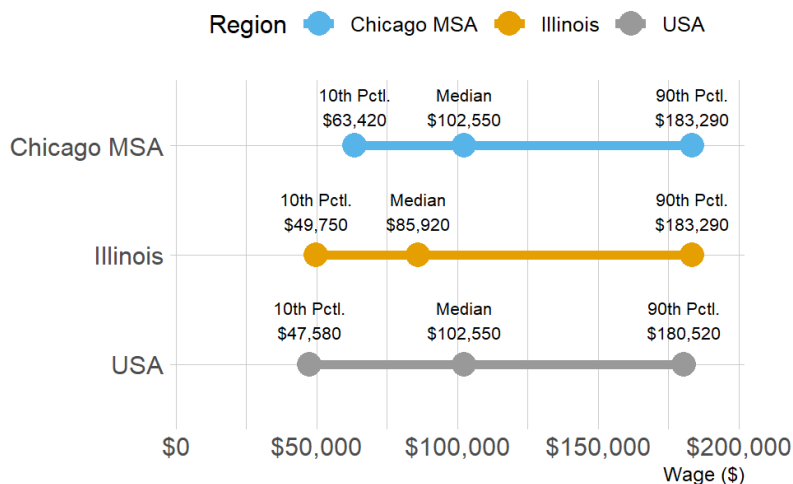 Region Chicago MSA Illinois USA
10th Pctl. Median 90th Pctl.
$63,420 $102,550 $183,290
Chicago MSA
10th Pctl. Median 90th Pctl.
$49,750 $85,920 $183,290
Illinois
10th Pctl. Median 90th Pctl.
$47,580 $102,550 $180,520
USA
$0 $50,000 $100,000 $150,000 $200,000
Wage ($)